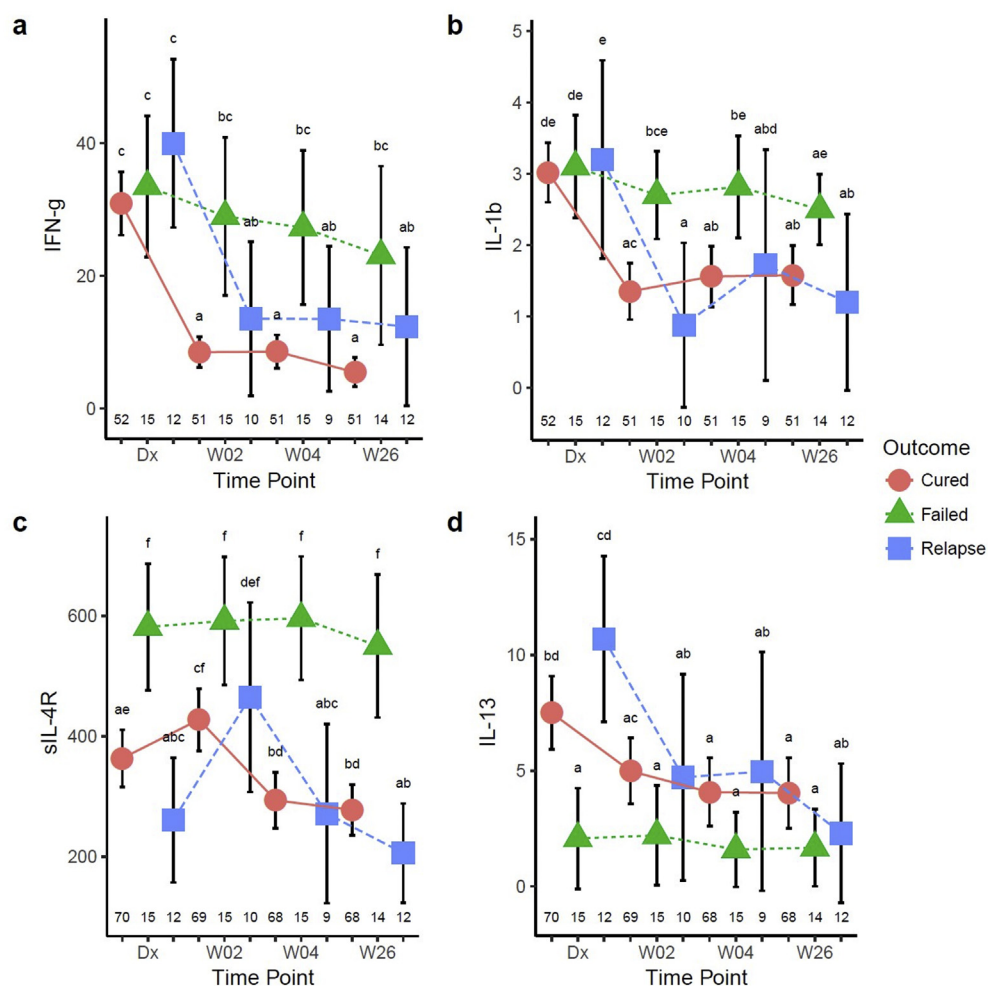 a
IFN-g
40
20
0
c
c
c
bc
bc
bc
ab
ab
ab
a
a
a
52 15 12 51 15 10 51 15 9 51 14 12
Dx W02 W04 W26
Time Point
b
IL-1b
5
4
3
2
1
0
e
de
de
bce
be
abd
ae
ac
a
ab
ab
ab
52 15 12 51 15 10 51 15 9 51 14 12
Dx W02 W04 W26
Time Point
Outcome
Cured
Failed
Relapse
c
sIL-4R
600
400
200
f
f
f
f
def
cf
ae
abc
abc
bd
bd
ab
70 15 12 69 15 10 68 15 9 68 14 12
Dx W02 W04 W26
Time Point
d
IL-13
15
10
5
0
cd
bd
ab
ab
ac
a
a
a
a
a
a
ab
70 15 12 69 15 10 68 15 9 68 14 12
Dx W02 W04 W26
Time Point